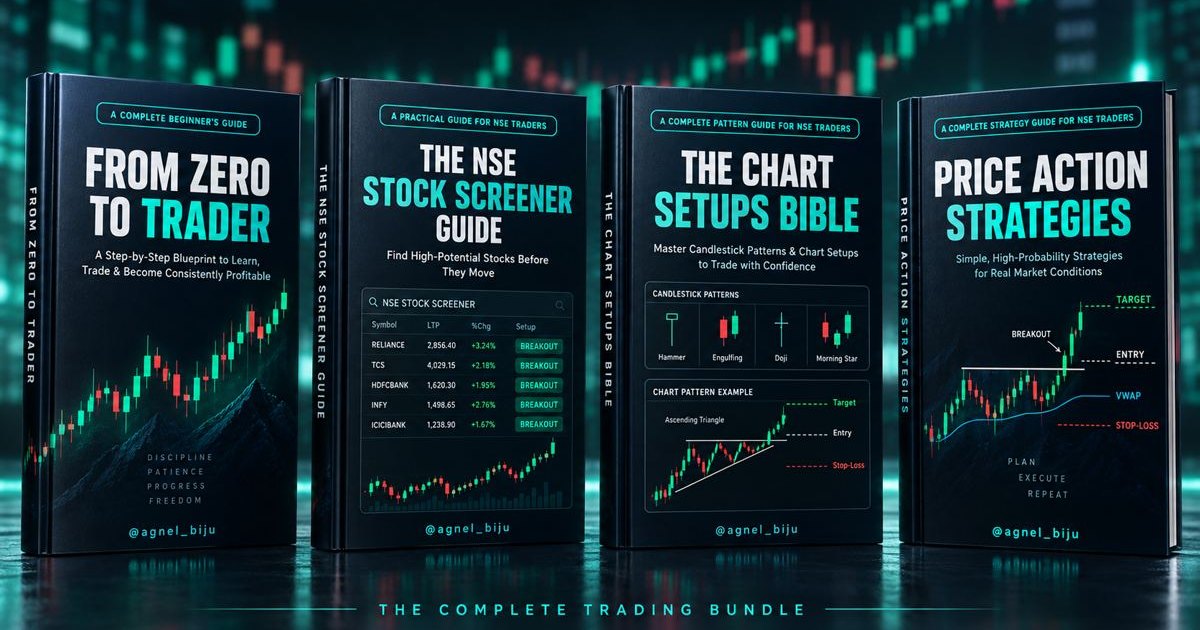 FROM ZERO TO TRADER
A COMPLETE BEGINNER'S GUIDE
FROM ZERO
TO TRADER
A Step-by-Step Blueprint to Learn,
Trade & Become Consistently Profitable
DISCIPLINE
PATIENCE
PROGRESS
FREEDOM
@agnel_biju
THE NSE STOCK SCREENER GUIDE
A PRACTICAL GUIDE FOR NSE TRADERS
THE NSE
STOCK SCREENER
GUIDE
Find High-Potential Stocks Before
They Move
NSE STOCK SCREENER
Symbol LTP %Chg Setup
RELIANCE 2,856.40 +3.24% BREAKOUT
TCS 4,029.15 +2.18% BREAKOUT
HDFCBANK 1,620.30 +1.95% BREAKOUT
INFY 1,498.65 +2.76% BREAKOUT
ICICIBANK 1,238.90 +1.67% BREAKOUT
@agnel_biju
THE CHART SETUPS BIBLE
A COMPLETE PATTERN GUIDE FOR NSE TRADERS
THE CHART
SETUPS BIBLE
Master Candlestick Patterns & Chart Setups
to Trade with Confidence
CANDLESTICK PATTERNS
Hammer Engulfing Doji Morning Star
CHART PATTERN EXAMPLE
Ascending Triangle
Target
Entry
Stop-Loss
@agnel_biju
PRICE ACTION STRATEGIES
A COMPLETE STRATEGY GUIDE FOR NSE TRADERS
PRICE ACTION
STRATEGIES
Simple, High-Probability Strategies
for Real Market Conditions
TARGET
BREAKOUT
ENTRY
VWAP
STOP-LOSS
PLAN
EXECUTE
REPEAT
@agnel_biju
THE COMPLETE TRADING BUNDLE